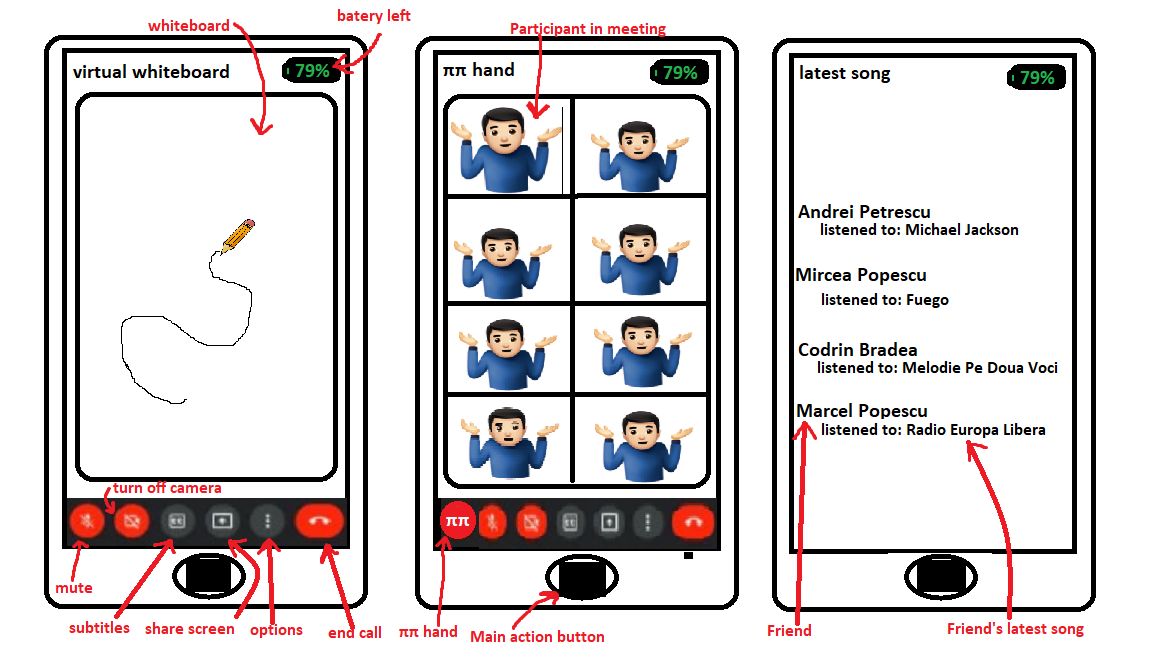 whiteboard
batery left
virtual whiteboard
79%
turn off camera
mute
subtitles
share screen
options
end call
Participant in meeting
ππ hand
79%
ππ
ππ hand
Main action button
latest song
79%
Andrei Petrescu
listened to: Michael Jackson
Mircea Popescu
listened to: Fuego
Codrin Bradea
listened to: Melodie Pe Doua Voci
Marcel Popescu
listened to: Radio Europa Libera
Friend
Friend's latest song